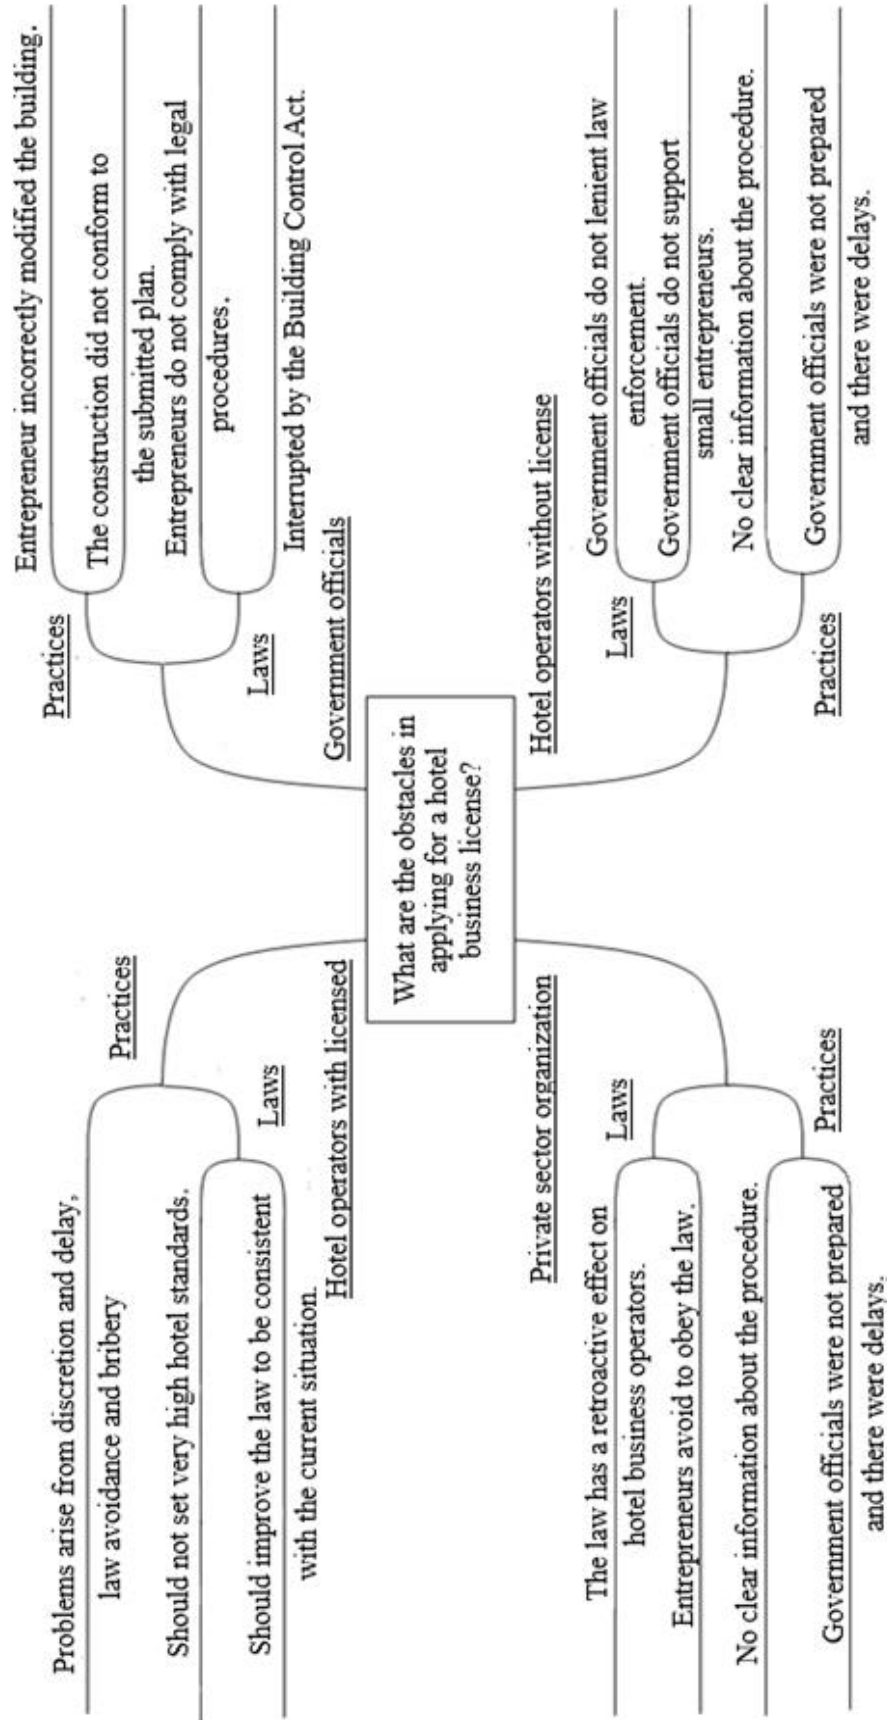 Problems arise from discretion and delay,
law avoidance and bribery
Practices
Should not set very high hotel standards.
Should improve the law to be consistent
with the current situation.
Laws
Hotel operators with licensed
Entrepreneur incorrectly modified the building.
The construction did not conform to
the submitted plan.
Practices
Entrepreneurs do not comply with legal
procedures.
Interrupted by the Building Control Act.
Laws
Government officials
What are the obstacles in
applying for a hotel
business license?
Private sector organization
The law has a retroactive effect on
hotel business operators.
Entrepreneurs avoid to obey the law.
Laws
No clear information about the procedure.
Government officials were not prepared
and there were delays.
Practices
Hotel operators without license
Government officials do not lenient law
enforcement.
Government officials do not support
small entrepreneurs.
Laws
No clear information about the procedure.
Government officials were not prepared
and there were delays.
Practices